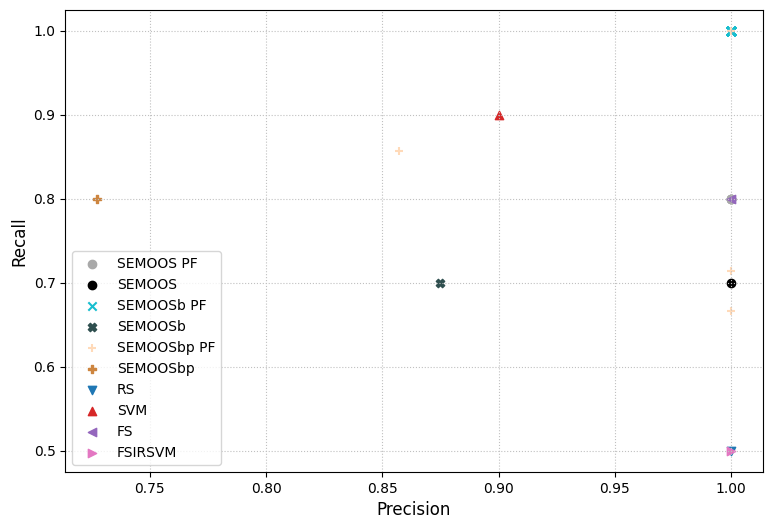 1.0
0.9
0.8
0.7
0.6
0.5
Recall
SEMOOS PF
SEMOOS
SEMOOSb PF
SEMOOSb
SEMOOSbp PF
SEMOOSbp
RS
SVM
FS
FSIRSVM
0.75 0.80 0.85 0.90 0.95 1.00
Precision